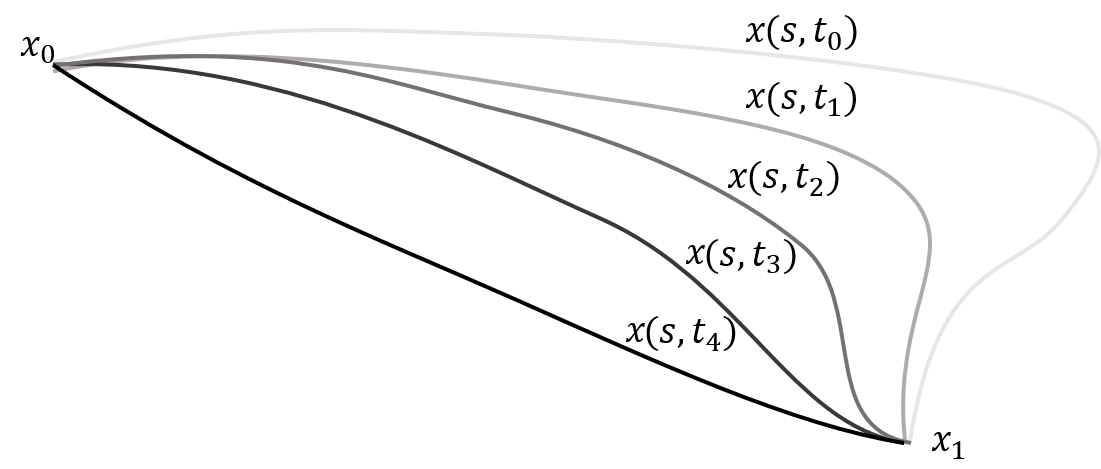 x₀
x(s, t₀)
x(s, t₁)
x(s, t₂)
x(s, t₃)
x(s, t₄)
x₁